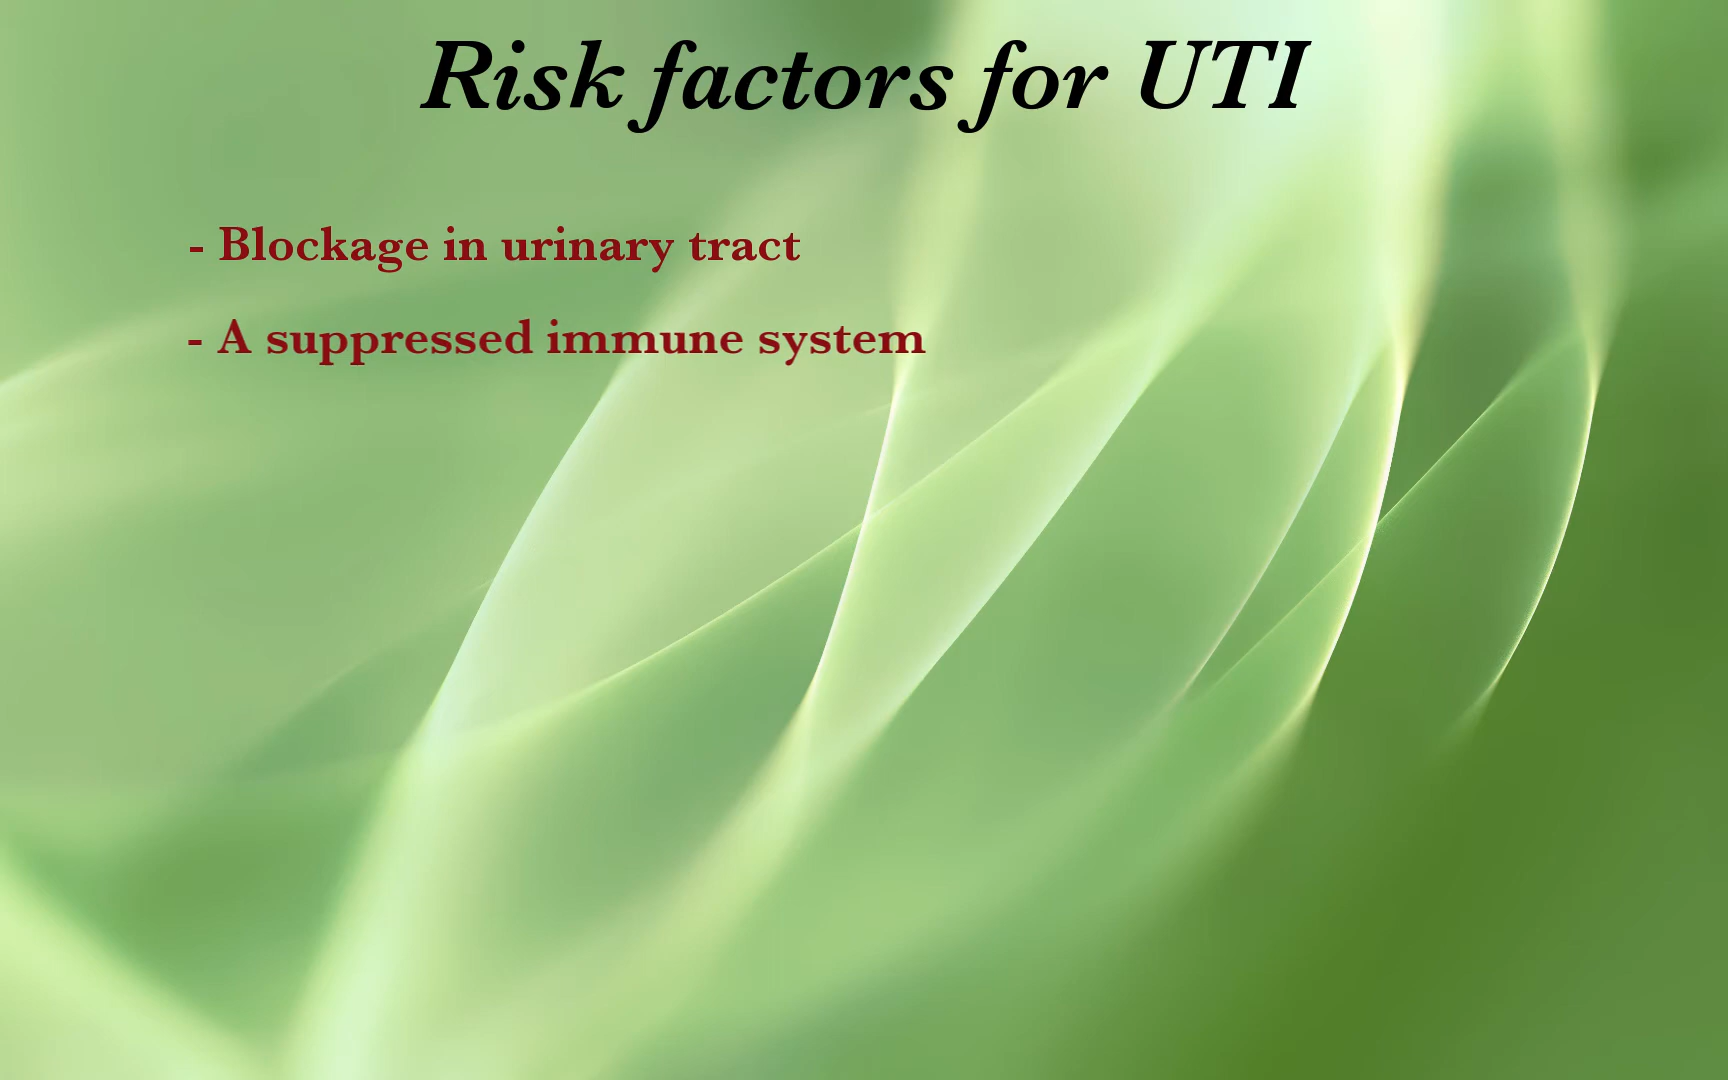 Risk factors for UTI
- Blockage in urinary tract
- A suppressed immune system